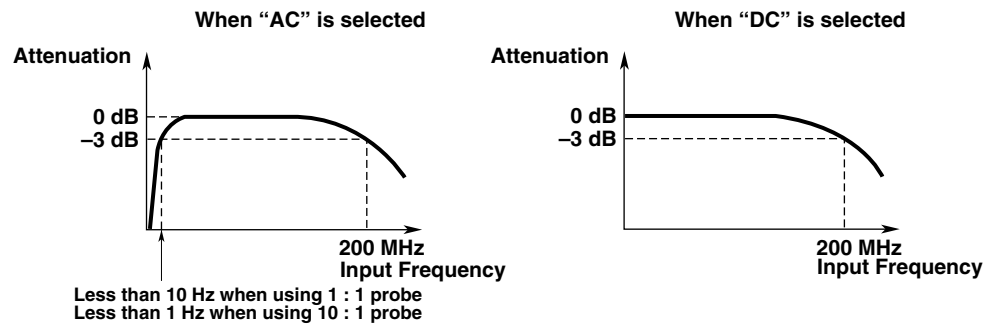 When “AC” is selected
Attenuation
0 dB
–3 dB
200 MHz
Input Frequency
Less than 10 Hz when using 1 : 1 probe
Less than 1 Hz when using 10 : 1 probe
When “DC” is selected
Attenuation
0 dB
–3 dB
200 MHz
Input Frequency